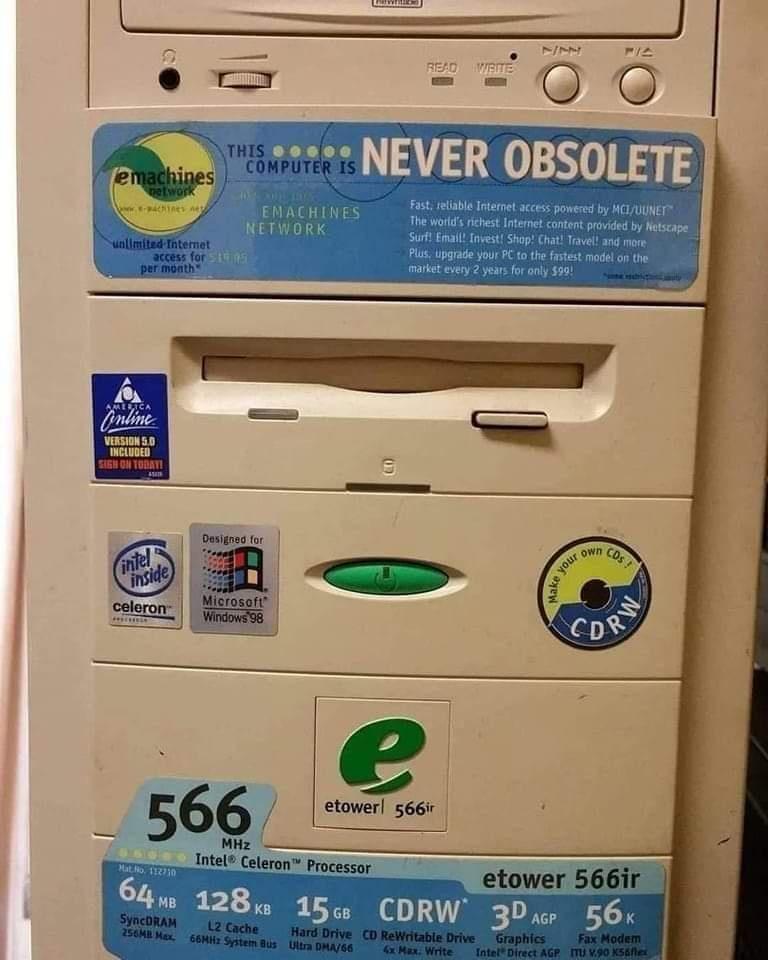 ReWritable
READ WRITE
emachines
network
www.e-machines.net
unlimited Internet
access for $19.95
per month*
THIS
COMPUTER IS NEVER OBSOLETE
EMACHINES
NETWORK
Fast, reliable Internet access powered by MCI/UUNET™
The world's richest Internet content provided by Netscape
Surf! Email! Invest! Shop! Chat! Travel! and more
Plus, upgrade your PC to the fastest model on the
market every 2 years for only $99!
*some restrictions apply
AMERICA
Online
VERSION 5.0
INCLUDED
SIGN ON TODAY!
intel
inside
celeron™
PROCESSOR
Designed for
Microsoft®
Windows®98
Make your own CDs!
CDRW
e
etower 566ir
566
MHz
Intel® Celeron™ Processor
Mat.No. 112710
etower 566ir
64 MB 128 KB 15 GB CDRW* 3D AGP 56K
SyncDRAM L2 Cache Hard Drive CD ReWritable Drive Graphics Fax Modem
256MB Max. 66MHz System Bus Ultra DMA/66 4x Max. Write Intel® Direct AGP ITU V.90 K56flex